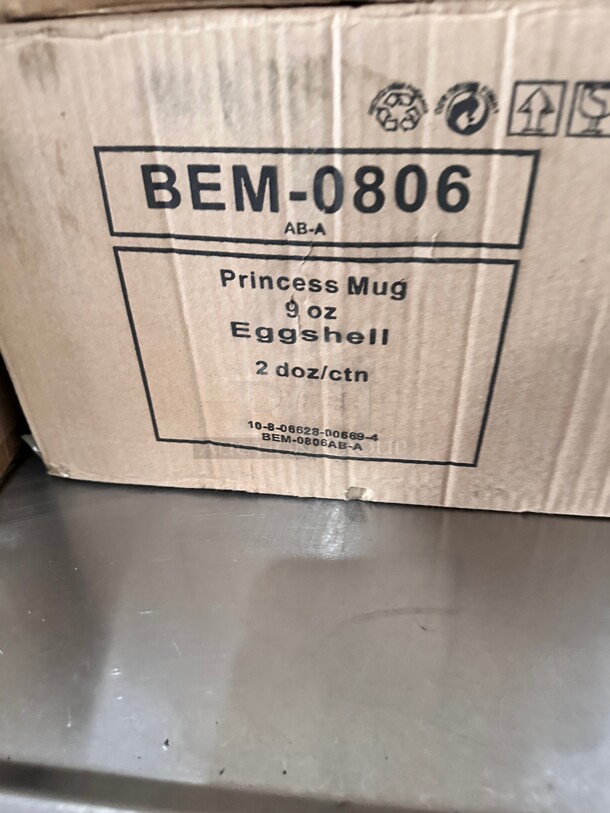 BEM-0806
AB-A
Princess Mug
9 oz
Eggshell
2 doz/ctn
10-8-06628-00669-4
BEM-0806AB-A